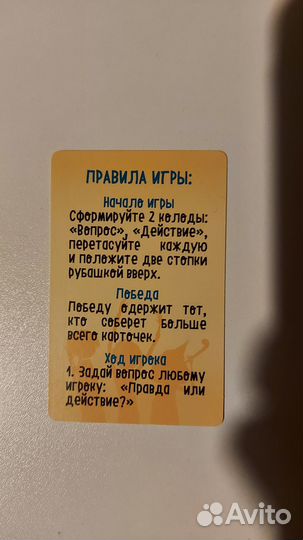 ПРАВИЛА ИГРЫ:
Начало игры
Сформируйте 2 колоды:
«Вопрос», «Действие»,
перетасуйте каждую
и положите две стопки
рубашкой вверх.
Победа
Победу одержит тот,
кто соберет больше
всего карточек.
Ход игрока
1. Задай вопрос любому
игроку: «Правда или
действие?»
Avito